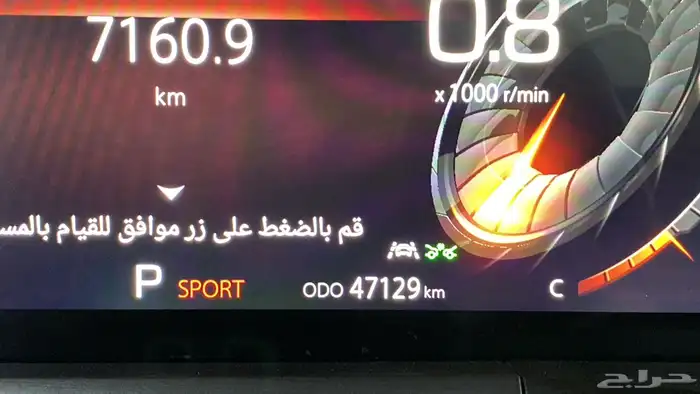 7160.9
km
0.8
x 1000 r/min
قم بالضغط على زر موافق للقيام بالمس
P SPORT ODO 47129 km C
حراج